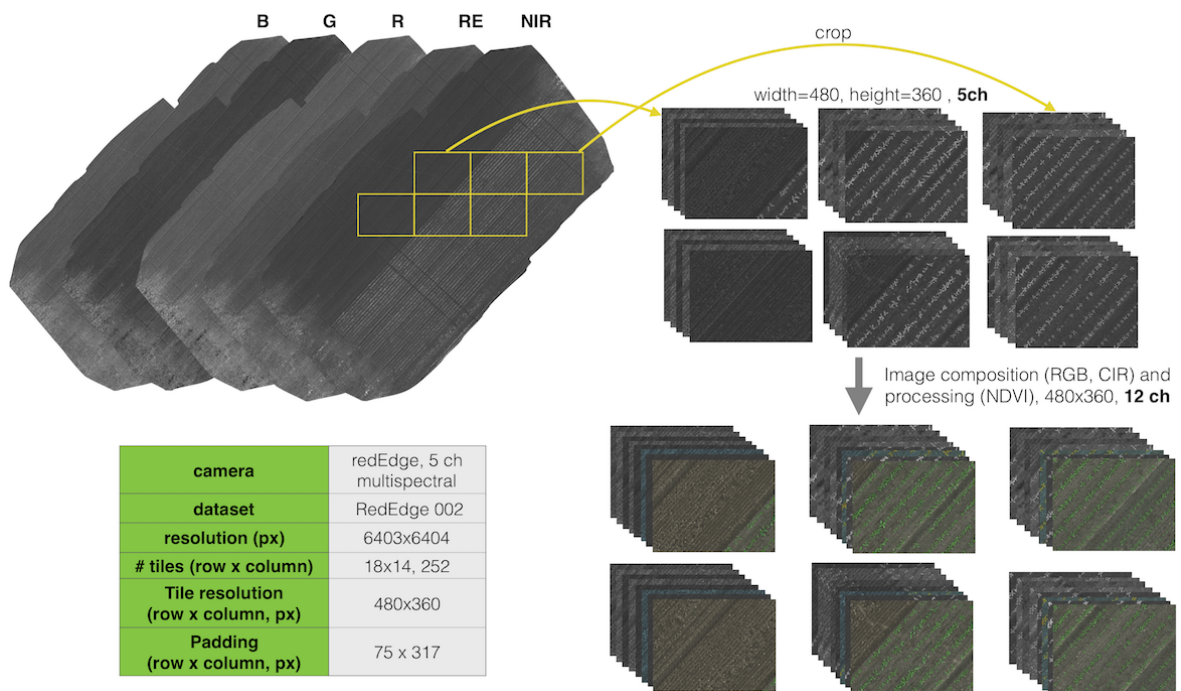 B G R RE NIR
crop
width=480, height=360 , 5ch
Image composition (RGB, CIR) and
processing (NDVI), 480x360, 12 ch
camera
redEdge, 5 ch
multispectral
dataset
RedEdge 002
resolution (px)
6403x6404
# tiles (row x column)
18x14, 252
Tile resolution
(row x column, px)
480x360
Padding
(row x column, px)
75 x 317